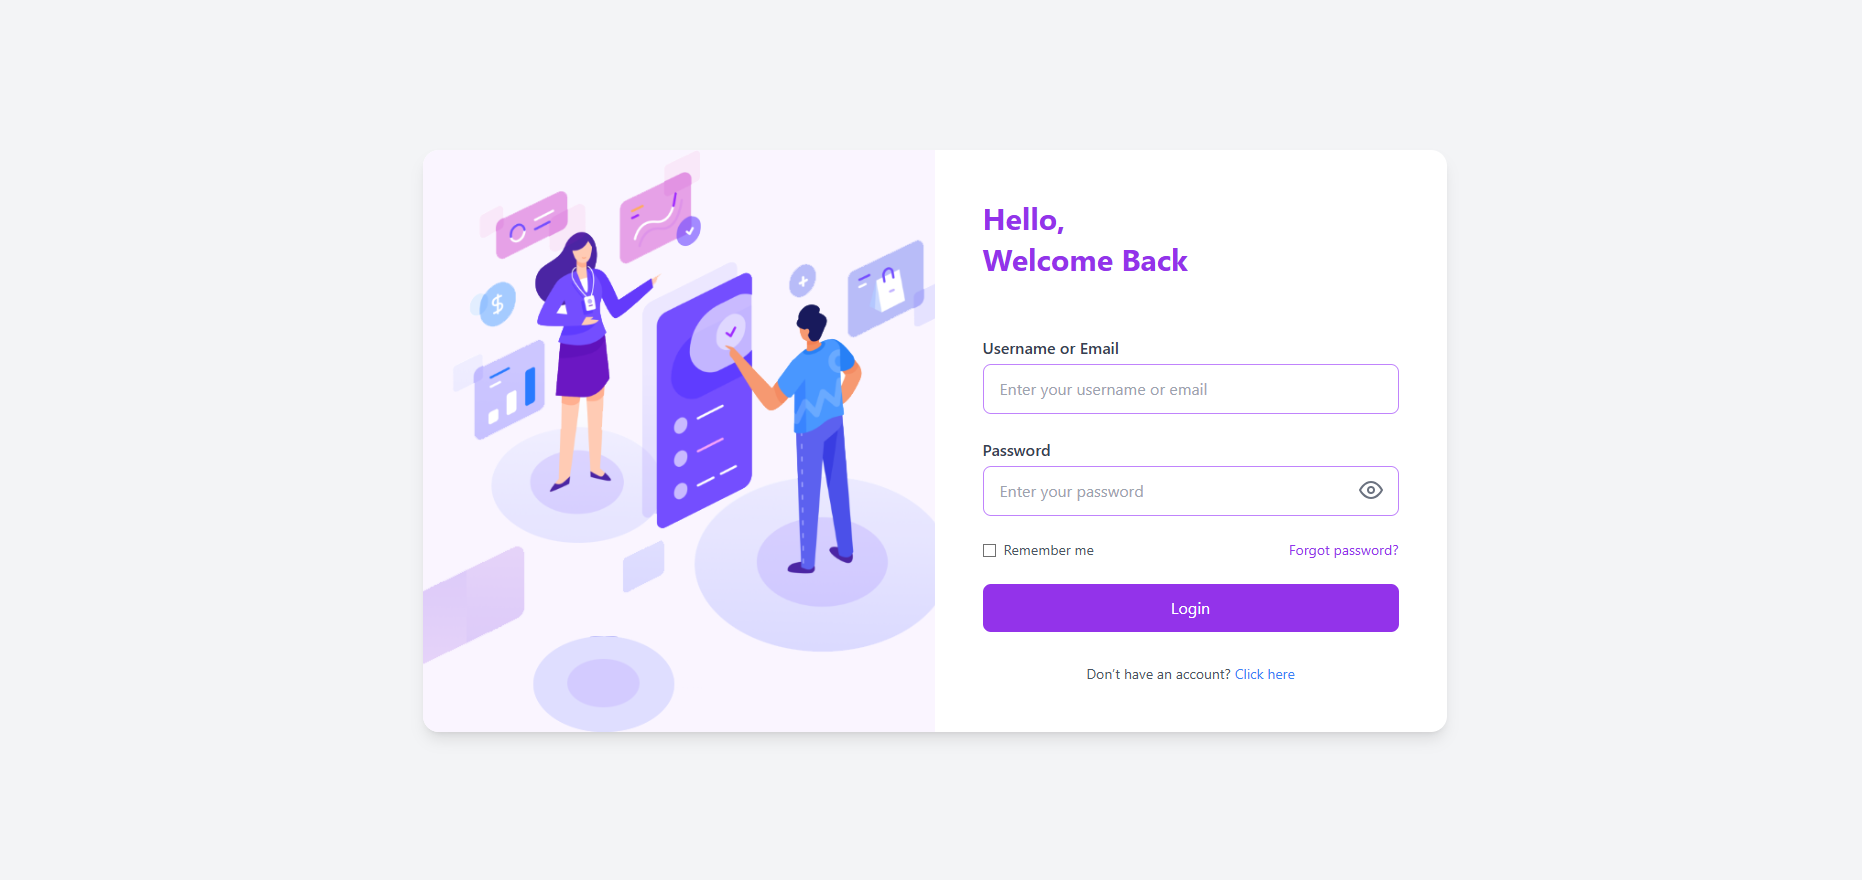 Hello,
Welcome Back
Username or Email
Enter your username or email
Password
Enter your password
Remember me
Forgot password?
Login
Don’t have an account? Click here
$